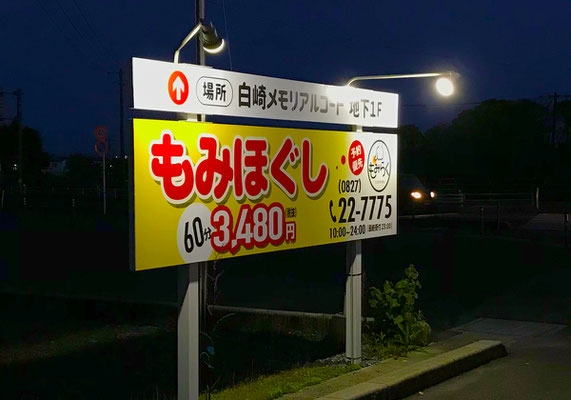 場所 白崎メモリアルコート 地下1F
もみほぐし
予約
優先
(0827)
22-7775
60分 3,480円
10:00~24:00